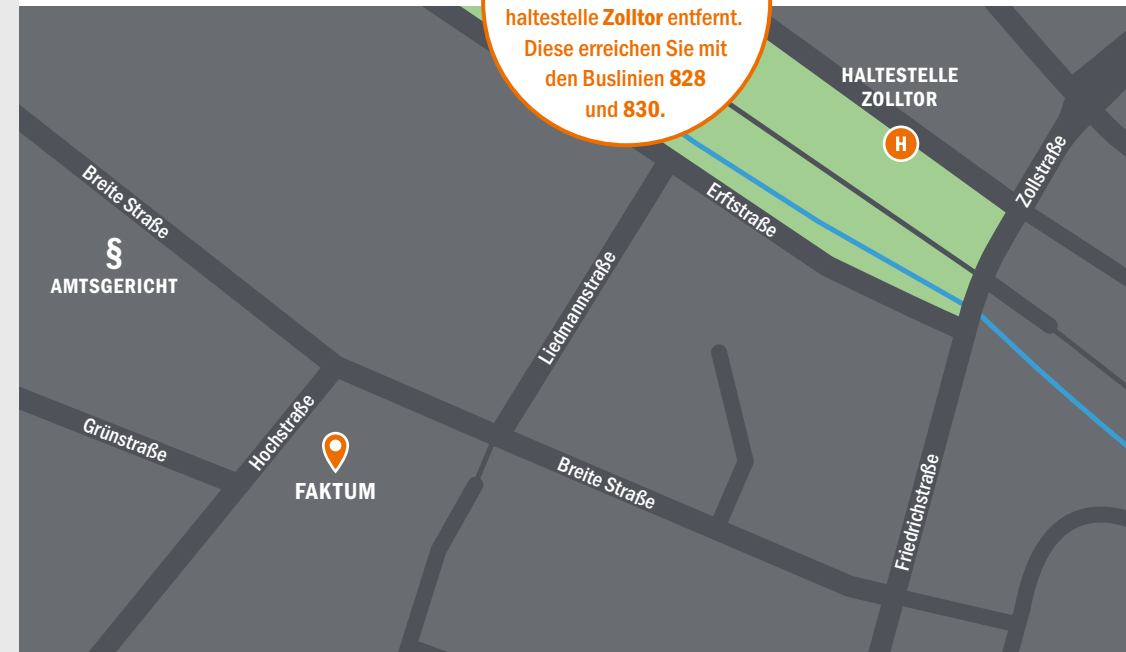 haltestelle Zolltor entfernt.
Diese erreichen Sie mit
den Buslinien 828
und 830.
HALTESTELLE
ZOLLTOR
H
Zollstraße
Breite Straße
Erftstraße
§
AMTSGERICHT
Liedmannstraße
Hochstraße
Grünstraße
FAKTUM
Breite Straße
Friedrichstraße